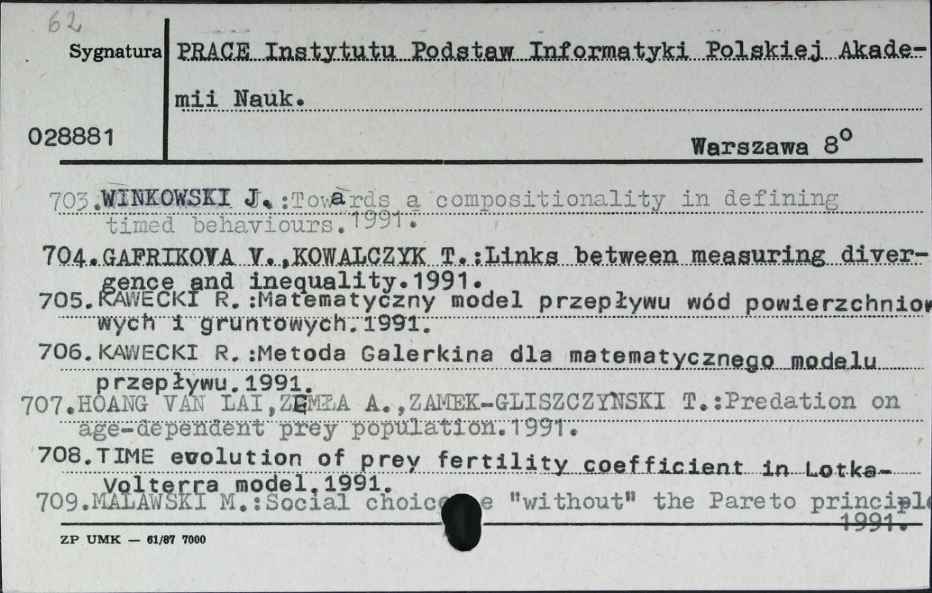 62
Sygnatura PRACE Instytutu Podstaw Informatyki Polskiej Akade-
mii Nauk.
028881
Warszawa 8°
703.WINKOWSKI J.:Towards a compositionality in defining
timed behaviours.1991.
704.GAFRIKOVA V.,KOWALCZYK T.:Links between measuring diver-
gence and inequality.1991.
705.KAWECKI R.:Matematyczny model przepływu wód powierzchniow
wych i gruntowych.1991.
706.KAWECKI R.:Metoda Galerkina dla matematycznego modelu
przepływu.1991.
707.HOANG VAN LAI,ZEMŁA A.,ZAMEK-GLISZCZYŃSKI T.:Predation on
age-dependent prey population.1991.
708.TIME evolution of prey fertility coefficient in Lotka-
Volterra model.1991.
709.MALAWSKI M.:Social choic e "without" the Pareto principle
1991.
ZP UMK — 61/87 7000